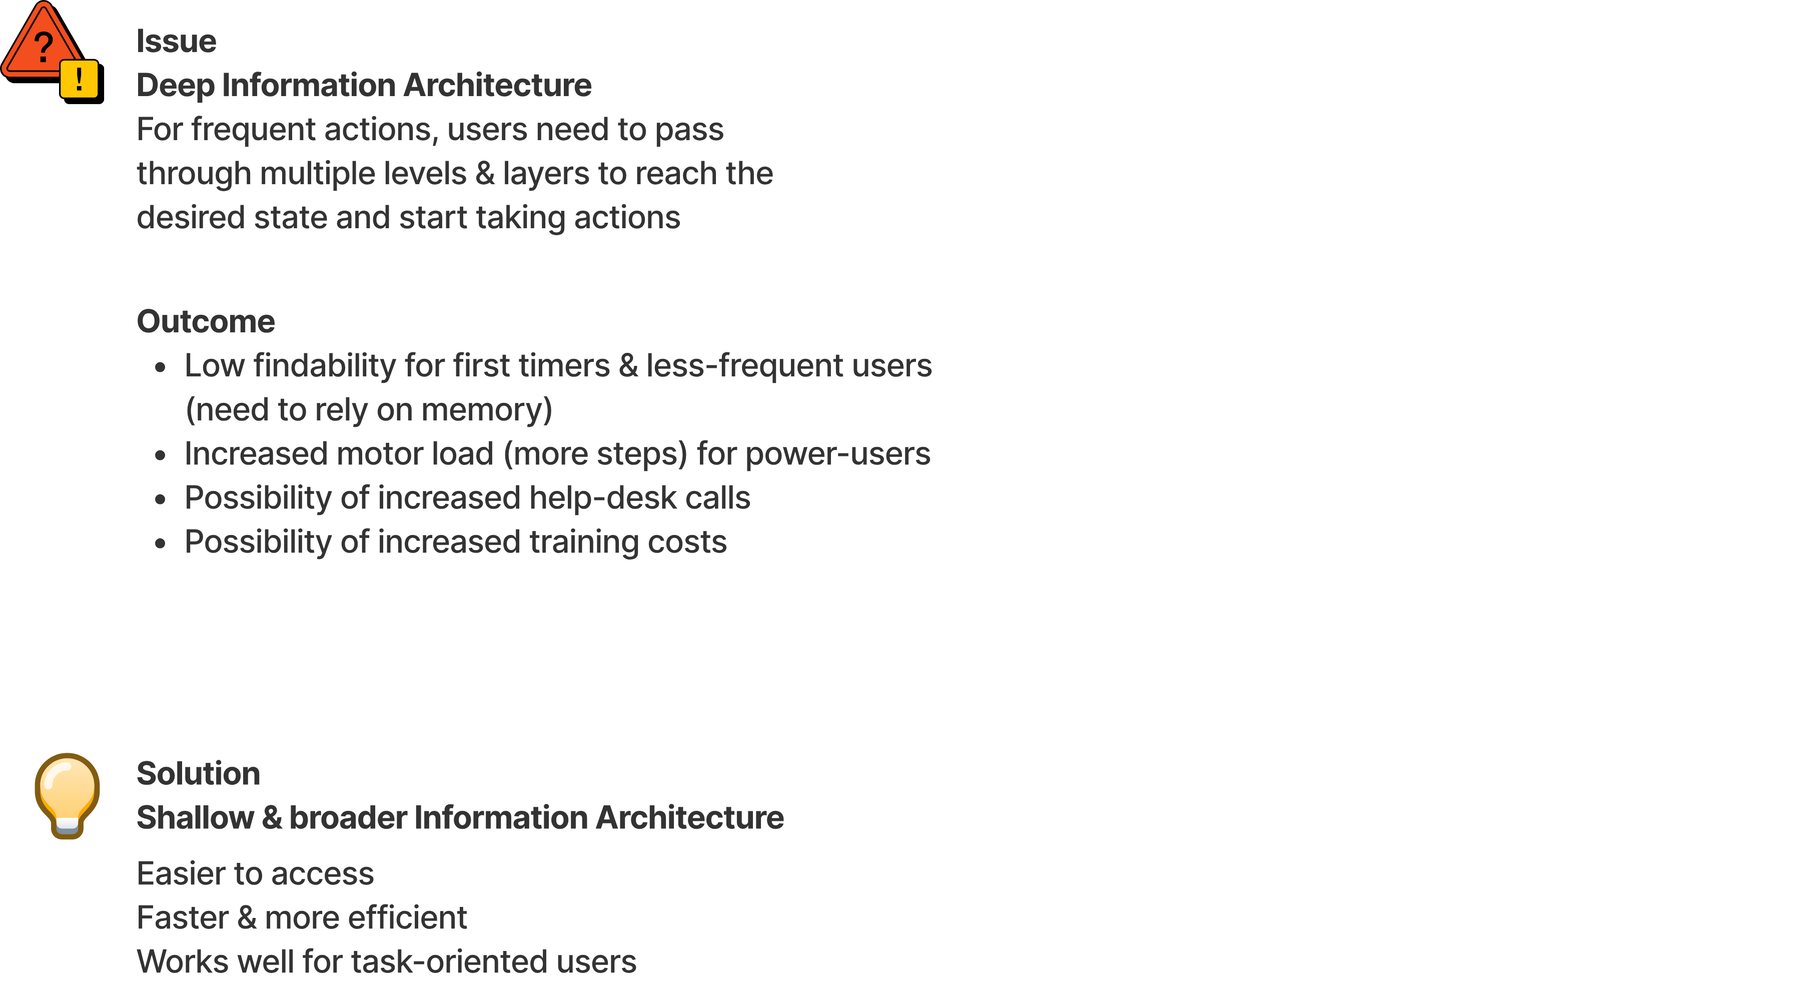 ?
!
Issue
Deep Information Architecture
For frequent actions, users need to pass
through multiple levels & layers to reach the
desired state and start taking actions
Outcome
• Low findability for first timers & less-frequent users
(need to rely on memory)
• Increased motor load (more steps) for power-users
• Possibility of increased help-desk calls
• Possibility of increased training costs
Solution
Shallow & broader Information Architecture
Easier to access
Faster & more efficient
Works well for task-oriented users